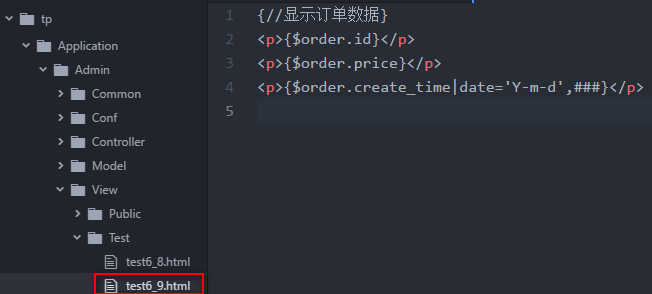 tp
Application
Admin
Common
Conf
Controller
Model
View
Public
Test
test6_8.html
test6_9.html
1 {//显示订单数据}
2 <p>{$order.id}</p>
3 <p>{$order.price}</p>
4 <p>{$order.create_time|date='Y-m-d',###}</p>
5